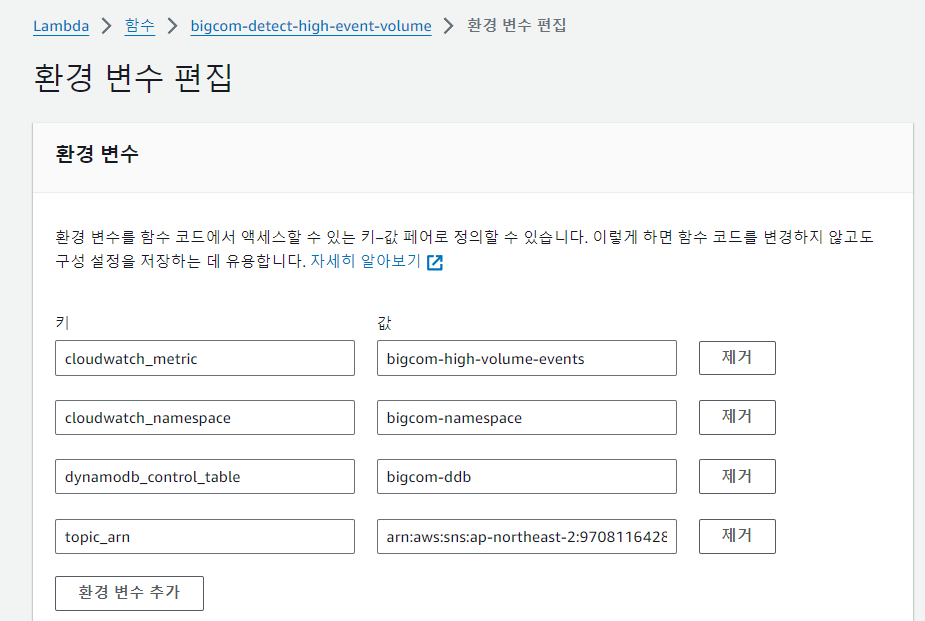 Lambda > 함수 > bigcom-detect-high-event-volume > 환경 변수 편집
환경 변수 편집
환경 변수
환경 변수를 함수 코드에서 액세스할 수 있는 키-값 페어로 정의할 수 있습니다. 이렇게 하면 함수 코드를 변경하지 않고도
구성 설정을 저장하는 데 유용합니다. 자세히 알아보기
키 값
cloudwatch_metric bigcom-high-volume-events 제거
cloudwatch_namespace bigcom-namespace 제거
dynamodb_control_table bigcom-ddb 제거
topic_arn arn:aws:sns:ap-northeast-2:9708116428 제거
환경 변수 추가